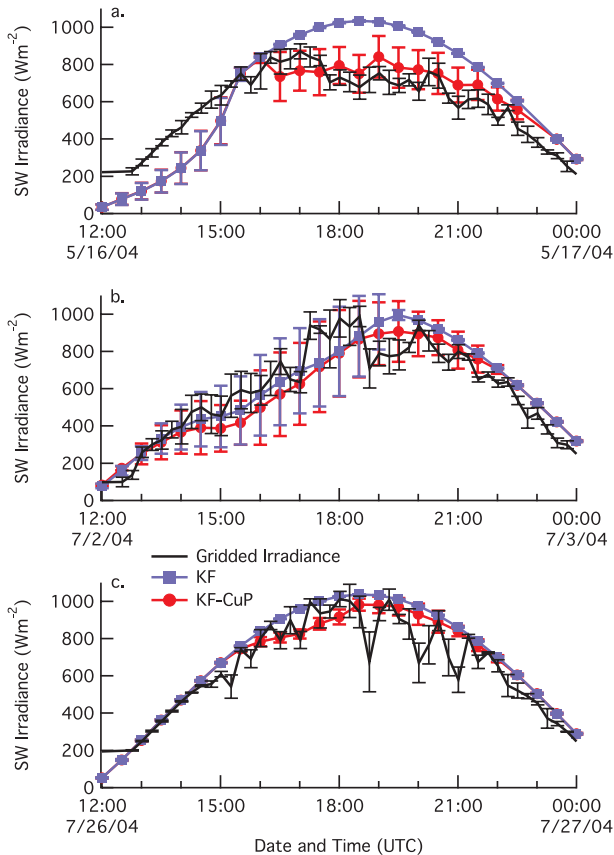 a.
SW Irradiance (Wm-2)
1000
800
600
400
200
0
12:00 15:00 18:00 21:00 00:00
5/16/04 5/17/04
b.
SW Irradiance (Wm-2)
1000
800
600
400
200
0
12:00 15:00 18:00 21:00 00:00
7/2/04 7/3/04
Gridded Irradiance
KF
KF-CuP
c.
SW Irradiance (Wm-2)
1000
800
600
400
200
0
12:00 15:00 18:00 21:00 00:00
7/26/04 7/27/04
Date and Time (UTC)